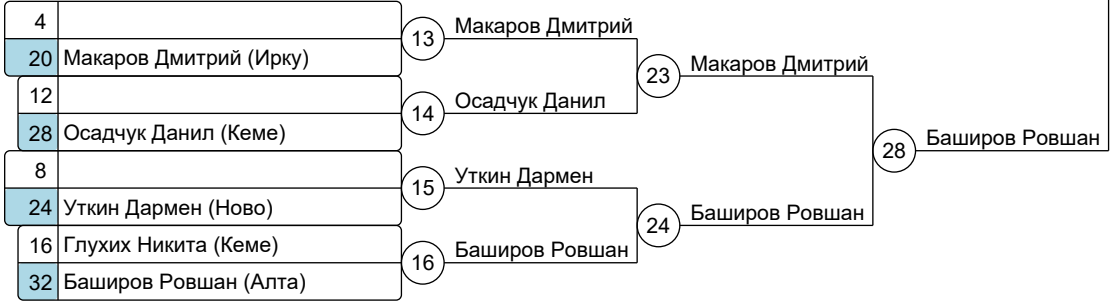 4
20 Макаров Дмитрий (Ирку)
13 Макаров Дмитрий
12
28 Осадчук Данил (Кеме)
14 Осадчук Данил
23 Макаров Дмитрий
8
24 Уткин Дармен (Ново)
15 Уткин Дармен
16 Глухих Никита (Кеме)
32 Баширов Ровшан (Алта)
16 Баширов Ровшан
24 Баширов Ровшан
28 Баширов Ровшан